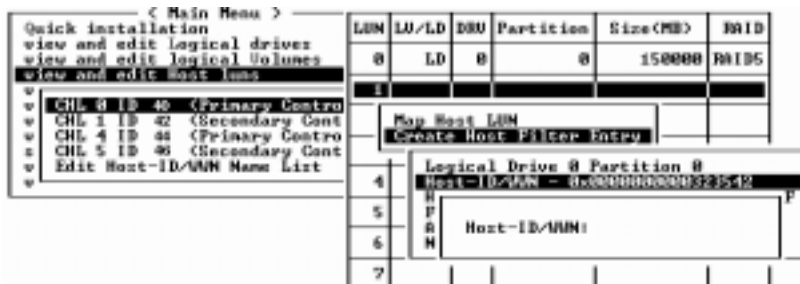 < Main Menu >
Quick installation
view and edit Logical drives
view and edit logical Volumes
view and edit Host luns
v
v CHL 0 ID 40 (Primary Contro
v CHL 1 ID 42 (Secondary Cont
v CHL 4 ID 44 (Primary Contro
s CHL 5 ID 46 (Secondary Cont
v Edit Host-ID/WWN Name List
v
LUN LV/LD DRV Partition Size(MB) RAID
0 LD 0 0 150000 RAID5
1
Map Host LUN
Create Host Filter Entry
Logical Drive 0 Partition 0
4 Host-ID/WWN - 0x0000000000323542
F
5 F
A Host-ID/WWN:
6 N
7